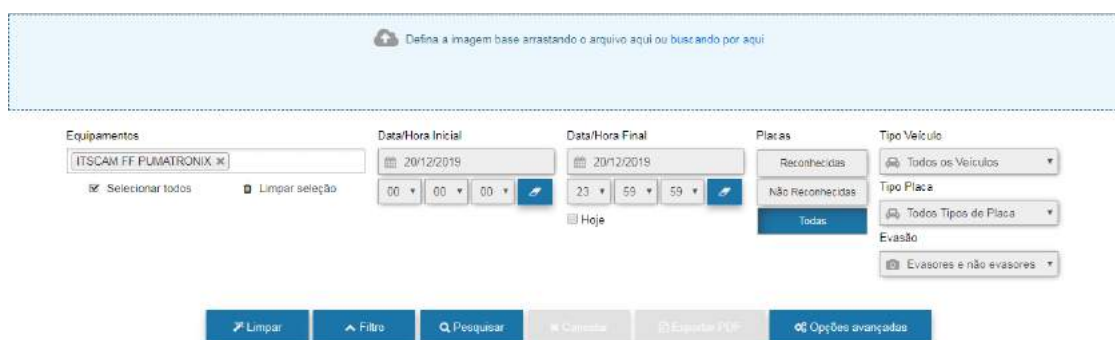 Defina a imagem base arrastando o arquivo aqui ou buscando por aqui
Equipamentos
Data/Hora Inicial
Data/Hora Final
Placas
Tipo Veículo
ITSCAM FF PUMATRONIX ×
20/12/2019
20/12/2019
Reconhecidas
Todos os Veículos
Selecionar todos
Limpar seleção
00
00
00
23
59
59
Não Reconhecidas
Tipo Placa
Hoje
Todas
Todos Tipos de Placa
Evasão
Evasores e não evasores
Limpar
Filtro
Pesquisar
Cancelar
Exportar PDF
Opções avançadas